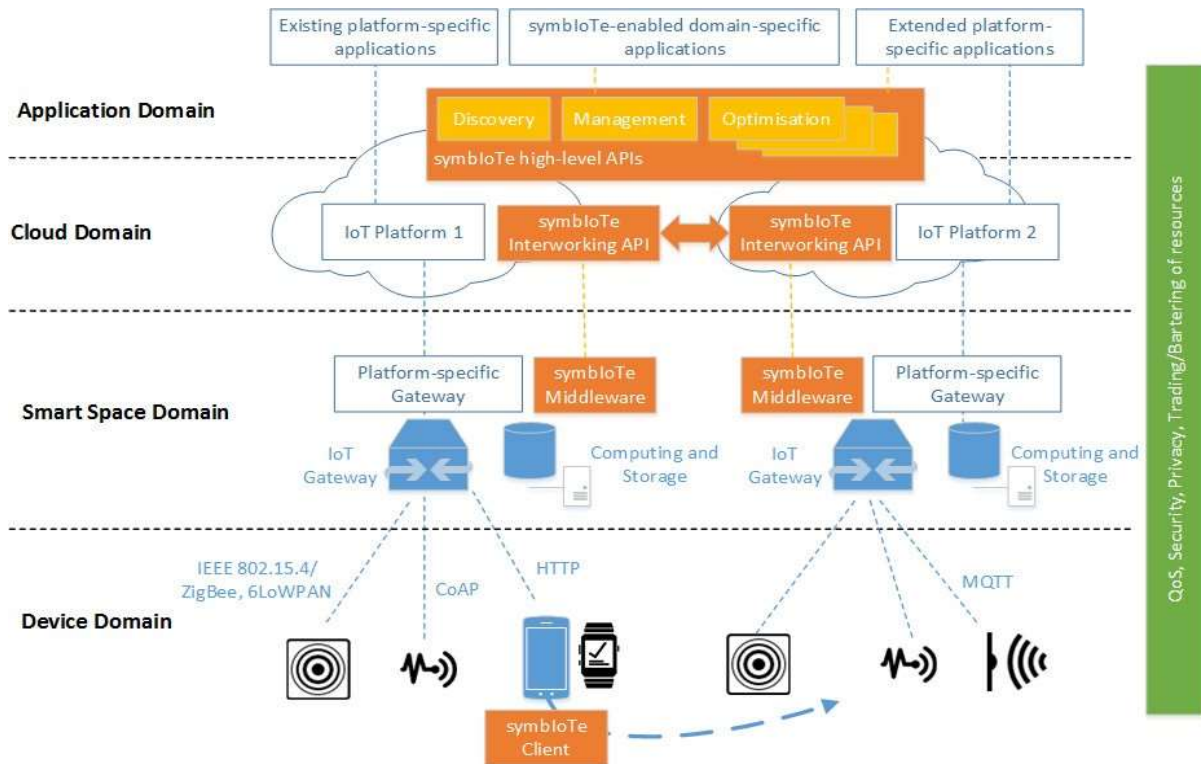 Existing platform-specific
applications
symbIoTe-enabled domain-specific
applications
Extended platform-
specific applications
Application Domain
Discovery
Management
Optimisation
symbIoTe high-level APIs
Cloud Domain
IoT Platform 1
symbIoTe
Interworking API
symbIoTe
Interworking API
IoT Platform 2
Smart Space Domain
Platform-specific
Gateway
symbIoTe
Middleware
symbIoTe
Middleware
Platform-specific
Gateway
IoT
Gateway
Computing and
Storage
IoT
Gateway
Computing and
Storage
Device Domain
IEEE 802.15.4/
ZigBee, 6LoWPAN
CoAP
HTTP
MQTT
symbIoTe
Client
QoS, Security, Privacy, Trading/Bartering of resources